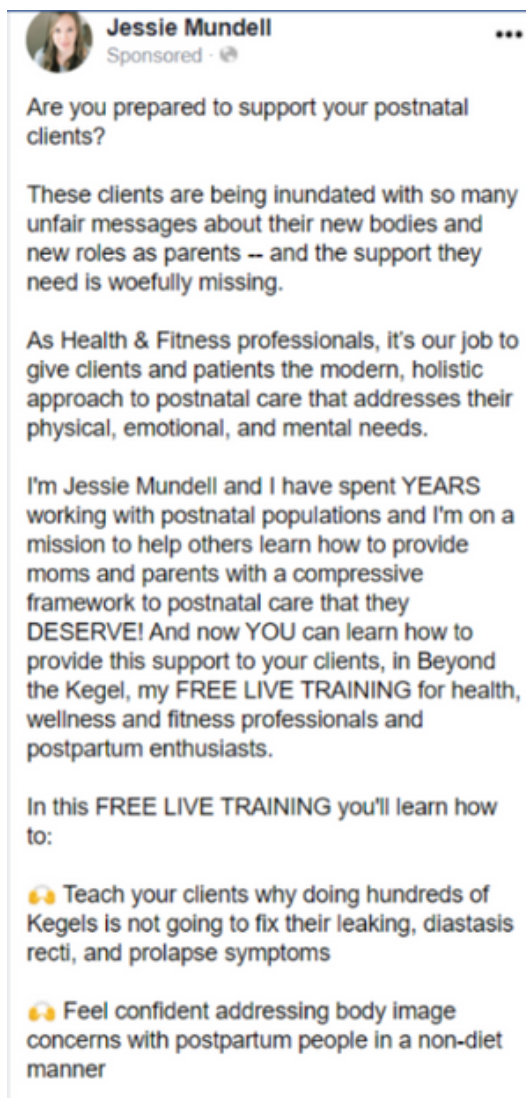 Jessie Mundell
Sponsored ·
Are you prepared to support your postnatal
clients?
These clients are being inundated with so many
unfair messages about their new bodies and
new roles as parents -- and the support they
need is woefully missing.
As Health & Fitness professionals, it's our job to
give clients and patients the modern, holistic
approach to postnatal care that addresses their
physical, emotional, and mental needs.
I'm Jessie Mundell and I have spent YEARS
working with postnatal populations and I'm on a
mission to help others learn how to provide
moms and parents with a compressive
framework to postnatal care that they
DESERVE! And now YOU can learn how to
provide this support to your clients, in Beyond
the Kegel, my FREE LIVE TRAINING for health,
wellness and fitness professionals and
postpartum enthusiasts.
In this FREE LIVE TRAINING you'll learn how
to:
🙌 Teach your clients why doing hundreds of
Kegels is not going to fix their leaking, diastasis
recti, and prolapse symptoms
🙌 Feel confident addressing body image
concerns with postpartum people in a non-diet
manner